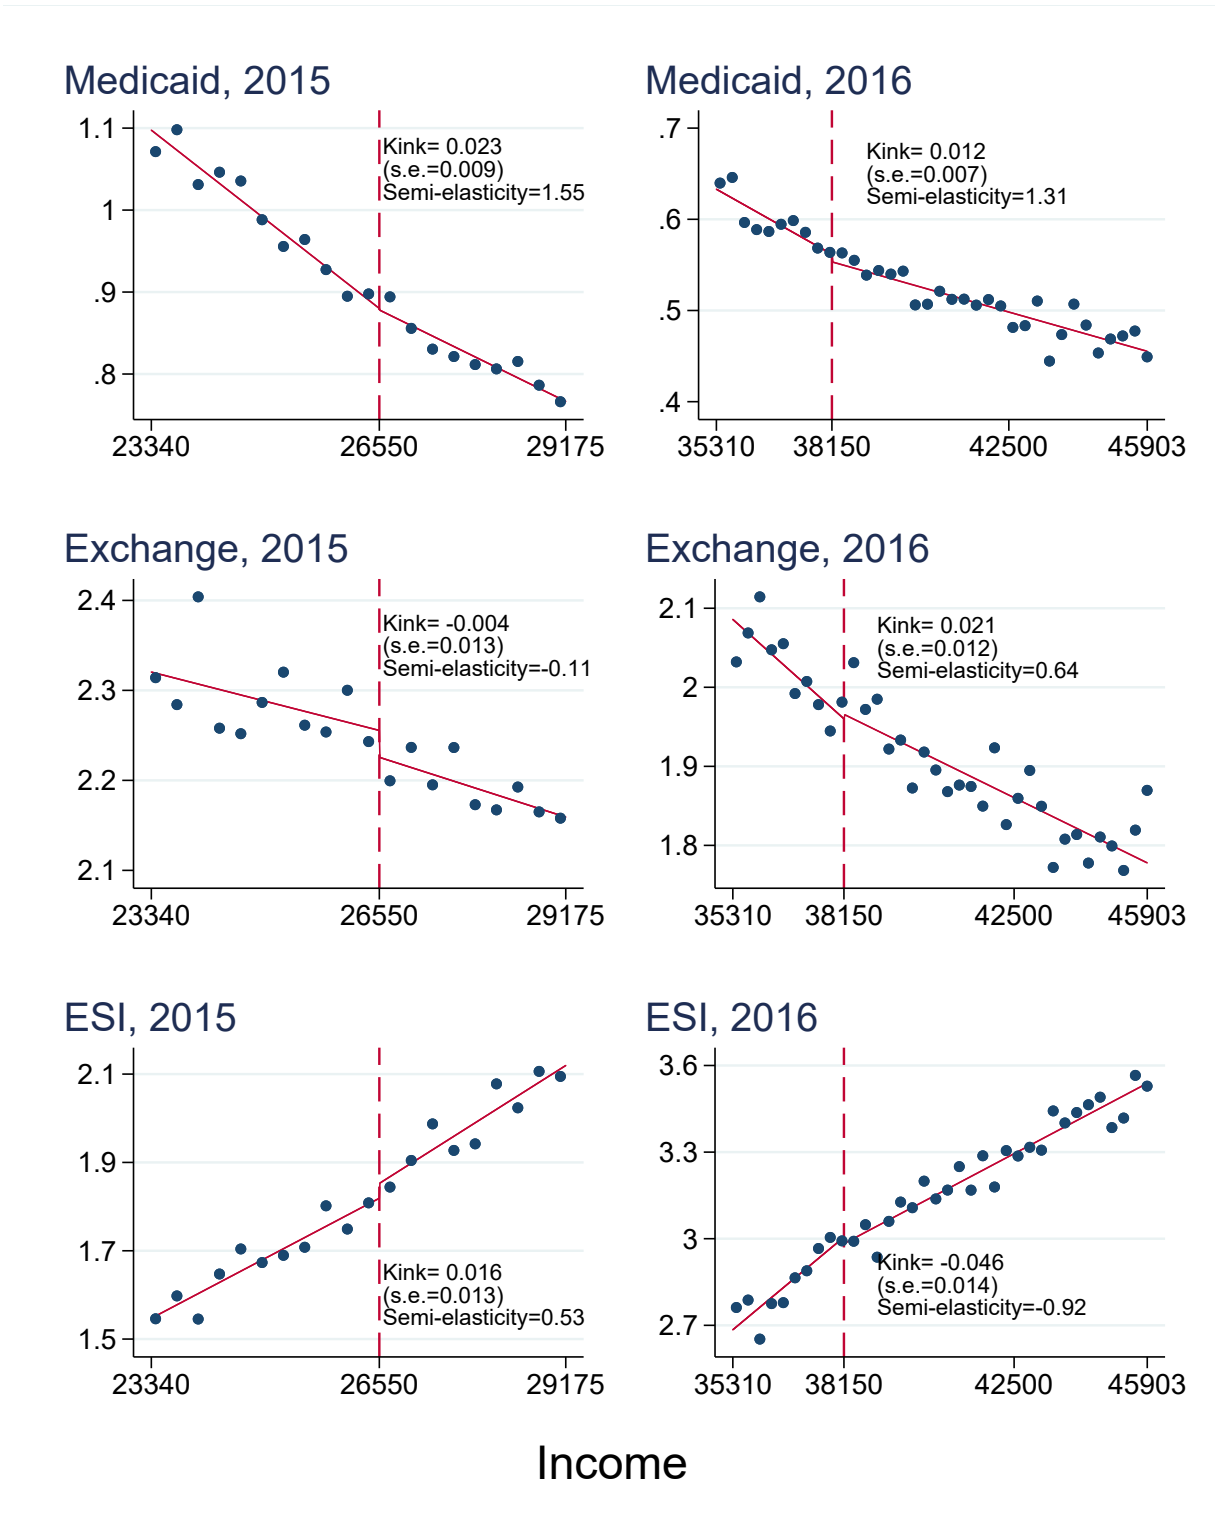 Medicaid, 2015
1.1
1
.9
.8
Kink= 0.023
(s.e.=0.009)
Semi-elasticity=1.55
23340 26550 29175
Medicaid, 2016
.7
.6
.5
.4
Kink= 0.012
(s.e.=0.007)
Semi-elasticity=1.31
35310 38150 42500 45903
Exchange, 2015
2.4
2.3
2.2
2.1
Kink= -0.004
(s.e.=0.013)
Semi-elasticity=-0.11
23340 26550 29175
Exchange, 2016
2.1
2
1.9
1.8
Kink= 0.021
(s.e.=0.012)
Semi-elasticity=0.64
35310 38150 42500 45903
ESI, 2015
2.1
1.9
1.7
1.5
Kink= 0.016
(s.e.=0.013)
Semi-elasticity=0.53
23340 26550 29175
ESI, 2016
3.6
3.3
3
2.7
Kink= -0.046
(s.e.=0.014)
Semi-elasticity=-0.92
35310 38150 42500 45903
Income